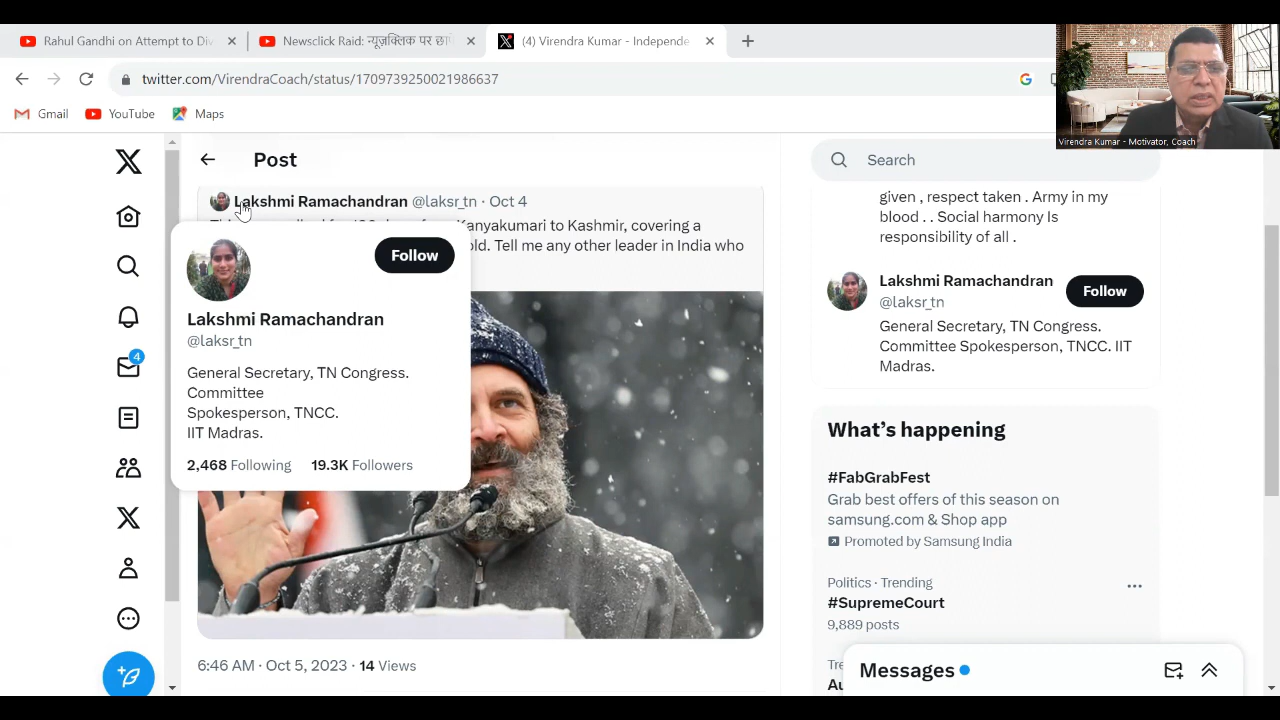 Rahul Gandhi on Attempt to Di
Newsclick Ra
(4) Virendra Kumar - Independe
twitter.com/VirendraCoach/status/
Gmail
YouTube
Maps
Virendra Kumar - Motivator, Coach
Post
Search
Lakshmi Ramachandran @laksr_tn · Oct 4
anyakumari to Kashmir, covering a
old. Tell me any other leader in India who
Follow
Lakshmi Ramachandran
@laksr_tn
General Secretary, TN Congress.
Committee
Spokesperson, TNCC.
IIT Madras.
2,468 Following 19.3K Followers
4
6:46 AM · Oct 5, 2023 · 14 Views
given , respect taken . Army in my
blood . . Social harmony Is
responsibility of all .
Lakshmi Ramachandran
@laksr_tn
Follow
General Secretary, TN Congress.
Committee Spokesperson, TNCC. IIT
Madras.
What's happening
#FabGrabFest
Grab best offers of this season on
samsung.com & Shop app
Promoted by Samsung India
Politics · Trending
#SupremeCourt
9,889 posts
Messages